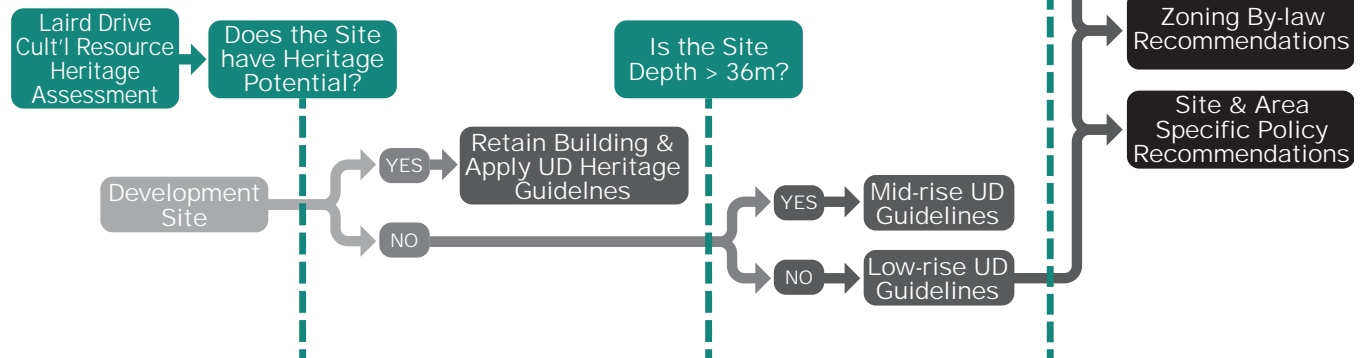 Laird Drive
Cult'l Resource
Heritage
Assessment
Does the Site
have Heritage
Potential?
Is the Site
Depth > 36m?
Zoning By-law
Recommendations
Site & Area
Specific Policy
Recommendations
Development
Site
YES
Retain Building &
Apply UD Heritage
Guidelnes
NO
YES
Mid-rise UD
Guidelines
NO
Low-rise UD
Guidelines